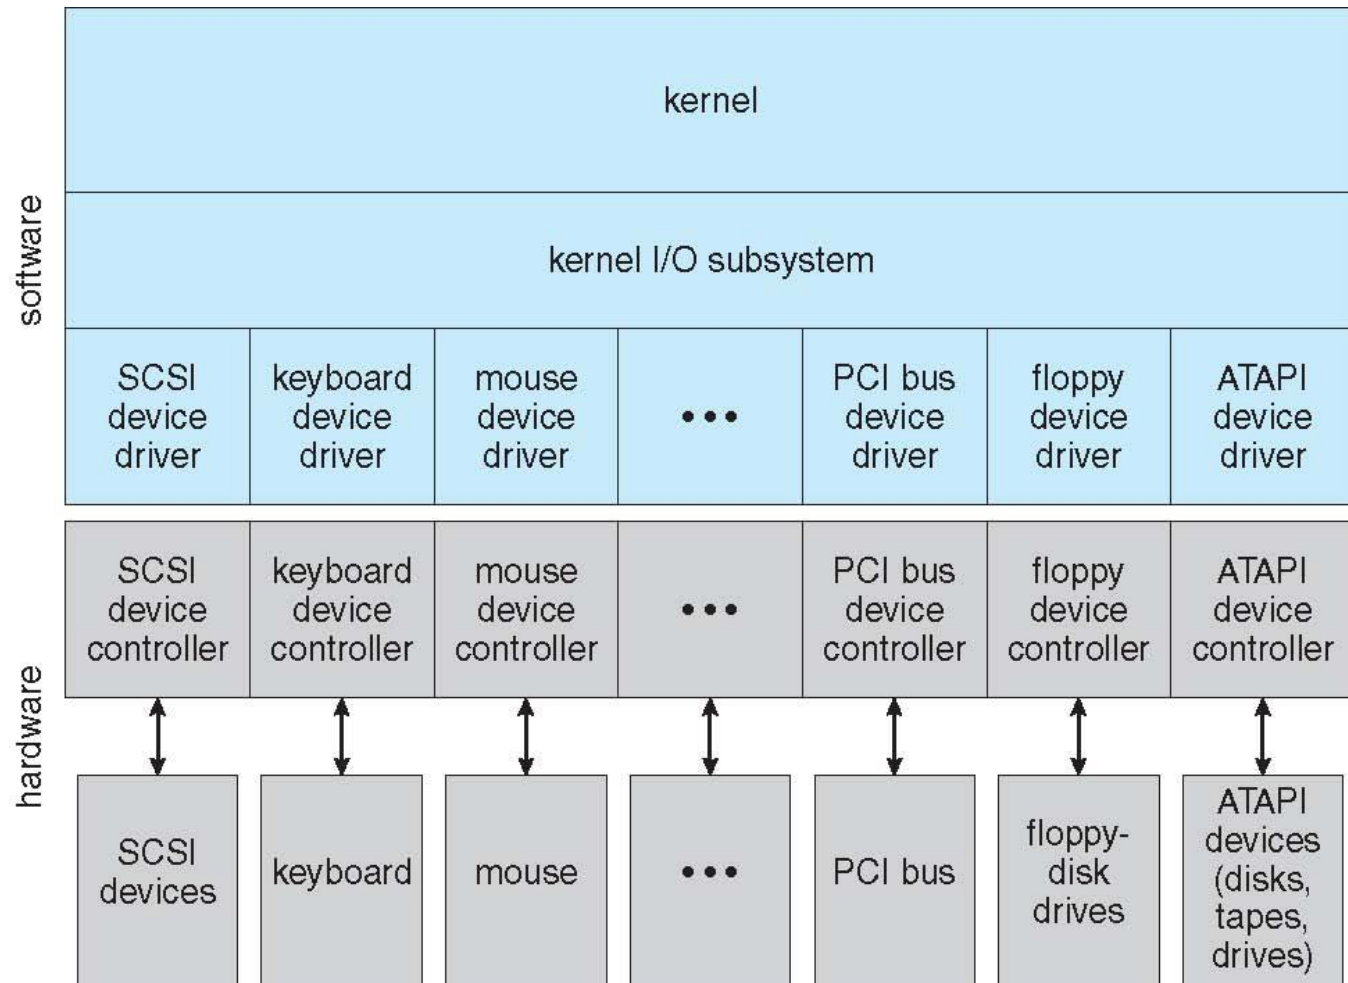 kernel
software
kernel I/O subsystem
SCSI
device
driver
keyboard
device
driver
mouse
device
driver
•••
PCI bus
device
driver
floppy
device
driver
ATAPI
device
driver
hardware
SCSI
device
controller
keyboard
device
controller
mouse
device
controller
•••
PCI bus
device
controller
floppy
device
controller
ATAPI
device
controller
SCSI
devices
keyboard
mouse
•••
PCI bus
floppy-
disk
drives
ATAPI
devices
(disks,
tapes,
drives)